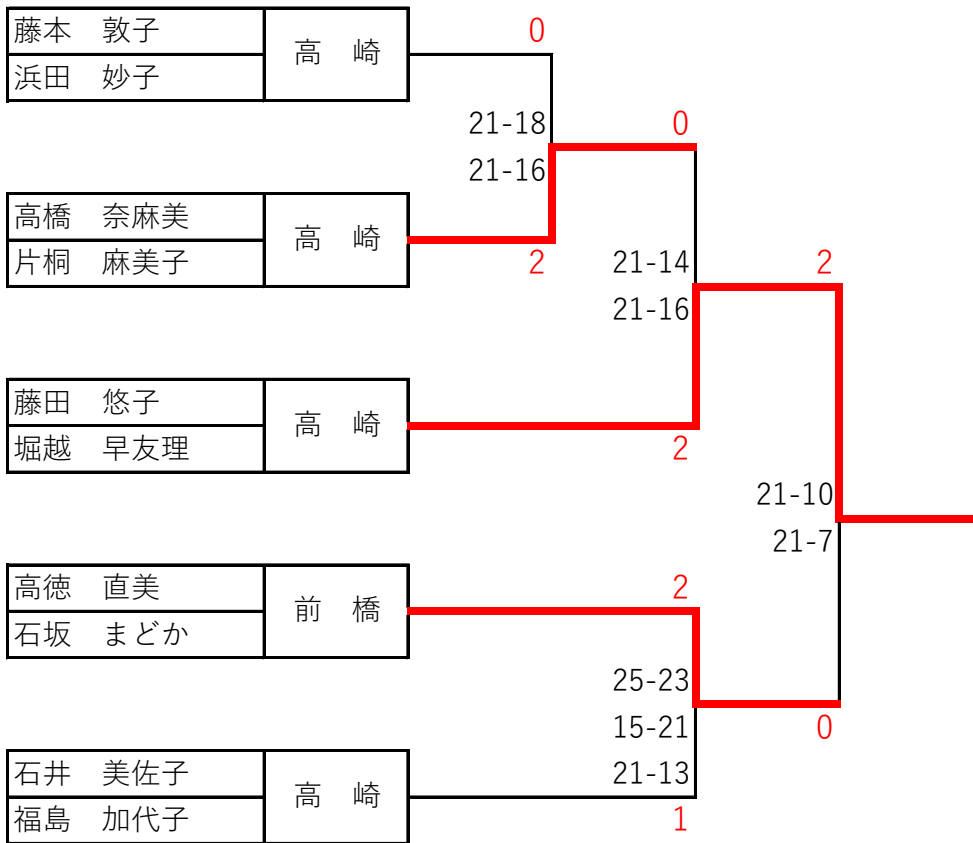 藤本 敦子
高 崎
0
浜田 妙子
21-18
0
21-16
高橋 奈麻美
高 崎
片桐 麻美子
2
21-14
2
21-16
藤田 悠子
高 崎
堀越 早友理
2
21-10
21-7
高徳 直美
前 橋
2
石坂 まどか
25-23
15-21
0
石井 美佐子
高 崎
21-13
福島 加代子
1